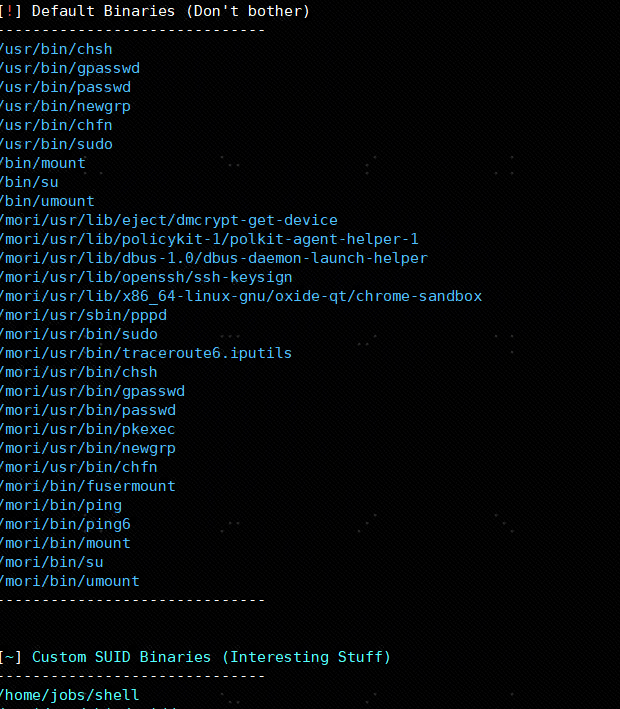 [!] Default Binaries (Don't bother)
------------------------------
/usr/bin/chsh
/usr/bin/gpasswd
/usr/bin/passwd
/usr/bin/newgrp
/usr/bin/chfn
/usr/bin/sudo
/bin/mount
/bin/su
/bin/umount
/mori/usr/lib/eject/dmcrypt-get-device
/mori/usr/lib/policykit-1/polkit-agent-helper-1
/mori/usr/lib/dbus-1.0/dbus-daemon-launch-helper
/mori/usr/lib/openssh/ssh-keysign
/mori/usr/lib/x86_64-linux-gnu/oxide-qt/chrome-sandbox
/mori/usr/sbin/pppd
/mori/usr/bin/sudo
/mori/usr/bin/traceroute6.iputils
/mori/usr/bin/chsh
/mori/usr/bin/gpasswd
/mori/usr/bin/passwd
/mori/usr/bin/pkexec
/mori/usr/bin/newgrp
/mori/usr/bin/chfn
/mori/bin/fusermount
/mori/bin/ping
/mori/bin/ping6
/mori/bin/mount
/mori/bin/su
/mori/bin/umount
------------------------------
[~] Custom SUID Binaries (Interesting Stuff)
------------------------------
/home/jobs/shell